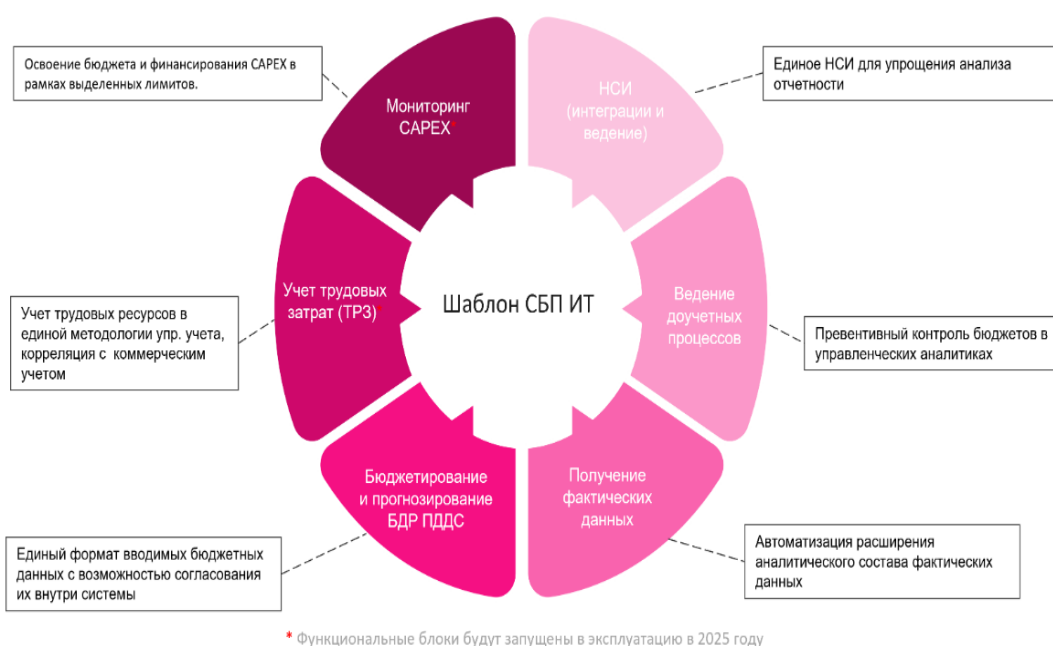 Освоение бюджета и финансирования CAPEX в
рамках выделенных лимитов.
Мониторинг
CAPEX*
НСИ
(интеграции и
ведение)
Единое НСИ для упрощения анализа
отчетности
Учет трудовых ресурсов в
единой методологии упр. учета,
корреляция с коммерческим
учетом
Учет трудовых
затрат (ТРЗ)*
Шаблон СБП ИТ
Ведение
доучетных
процессов
Превентивный контроль бюджетов в
управленческих аналитиках
Бюджетирование
и прогнозирование
БДР ПДДС
Получение
фактических
данных
Единый формат вводимых бюджетных
данных с возможностью согласования
их внутри системы
Автоматизация расширения
аналитического состава фактических
данных
* Функциональные блоки будут запущены в эксплуатацию в 2025 году